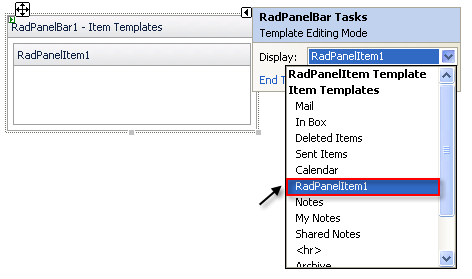 RadPanelBar1 - Item Templates
RadPanelItem1
RadPanelBar Tasks
Template Editing Mode
Display: RadPanelItem1
End T
RadPanelItem Template
Item Templates
Mail
In Box
Deleted Items
Sent Items
Calendar
RadPanelItem1
Notes
My Notes
Shared Notes
<hr>
Archive